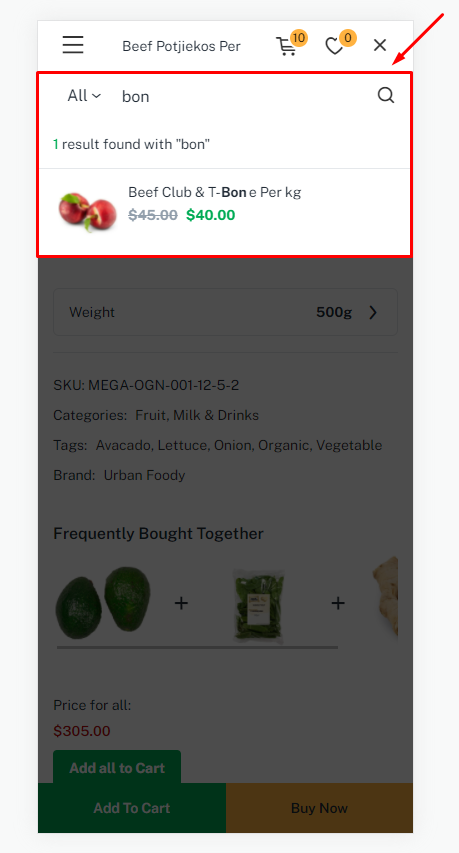 Beef Potjiekos Per
10
0
All
bon
1 result found with "bon"
Beef Club & T-Bone Per kg
$45.00 $40.00
Weight
500g
SKU: MEGA-OGN-001-12-5-2
Categories: Fruit, Milk & Drinks
Tags: Avacado, Lettuce, Onion, Organic, Vegetable
Brand: Urban Foody
Frequently Bought Together
+
+
Price for all:
$305.00
Add all to Cart
Add To Cart
Buy Now